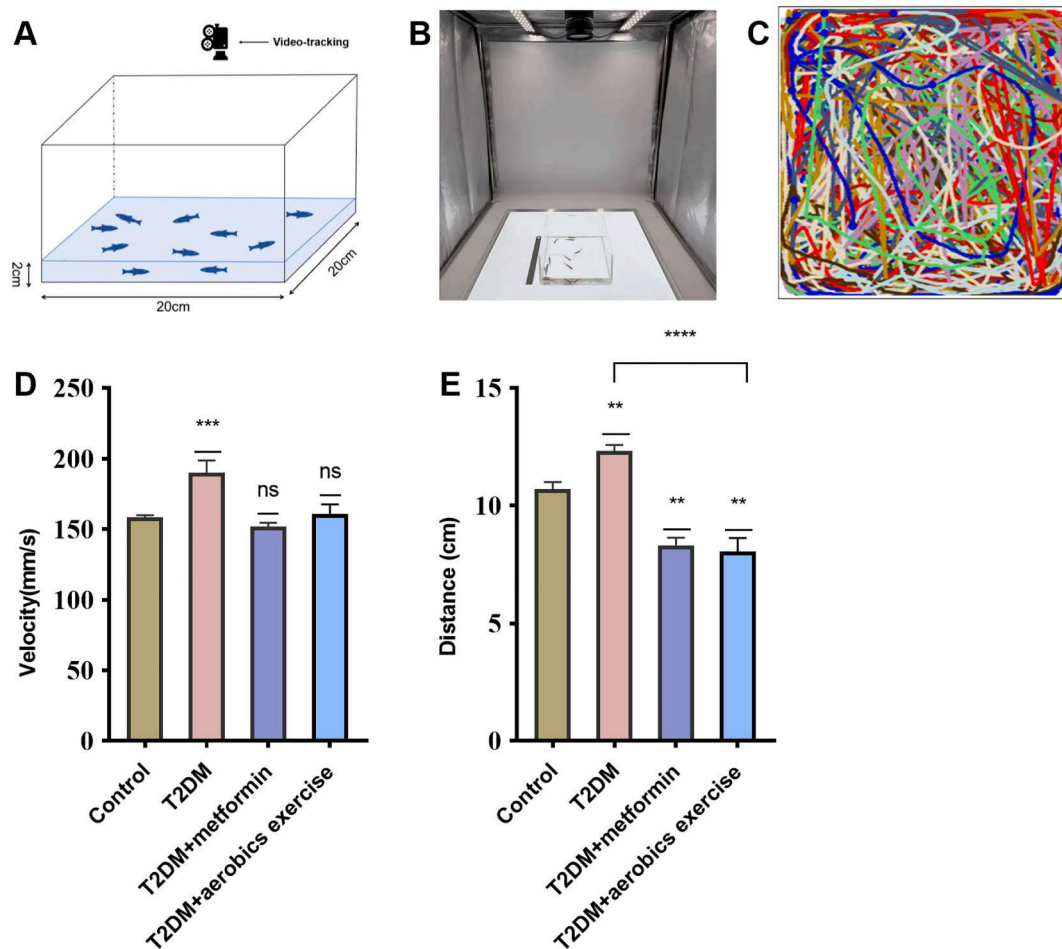 A
Video-tracking
2cm
20cm
20cm
B
C
D
Velocity(mm/s)
250
200
150
100
50
0
***
ns
ns
Control
T2DM
T2DM+metformin
T2DM+aerobics exercise
E
Distance (cm)
15
10
5
0
****
**
**
**
Control
T2DM
T2DM+metformin
T2DM+aerobics exercise